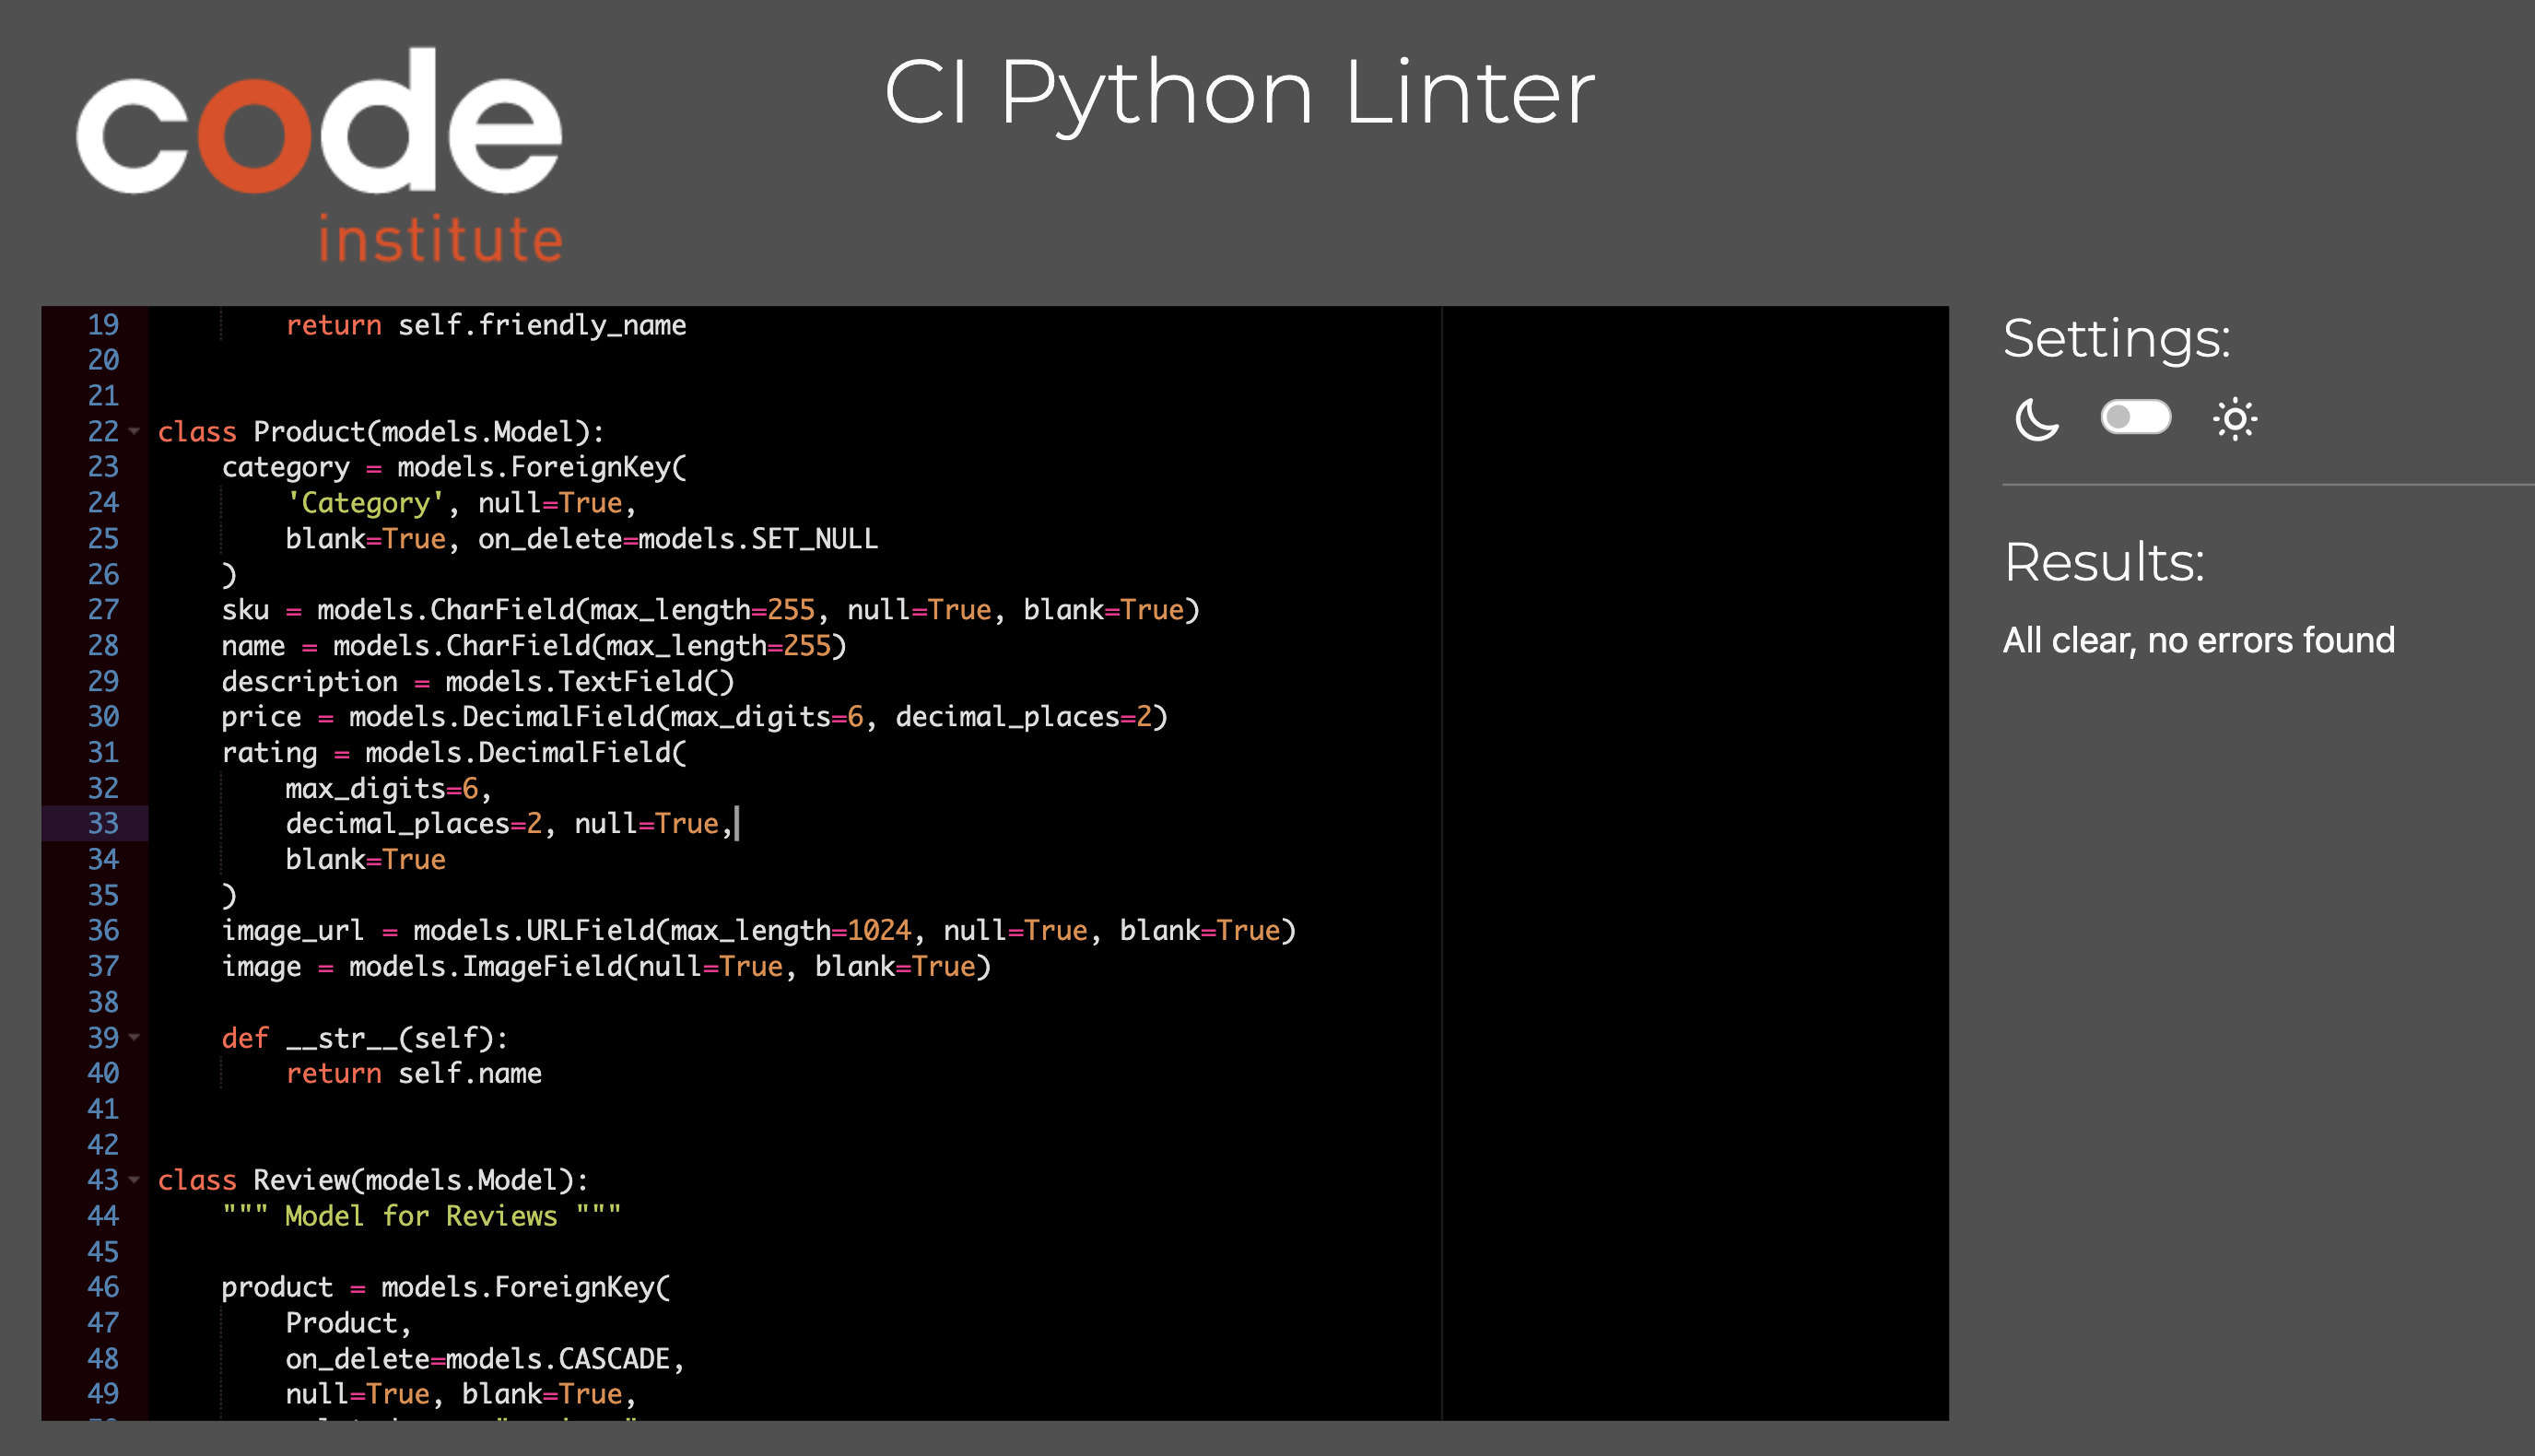 code
institute
CI Python Linter
19 return self.friendly_name
20
21
22 class Product(models.Model):
23 category = models.ForeignKey(
24 'Category', null=True,
25 blank=True, on_delete=models.SET_NULL
26 )
27 sku = models.CharField(max_length=255, null=True, blank=True)
28 name = models.CharField(max_length=255)
29 description = models.TextField()
30 price = models.DecimalField(max_digits=6, decimal_places=2)
31 rating = models.DecimalField(
32 max_digits=6,
33 decimal_places=2, null=True,
34 blank=True
35 )
36 image_url = models.URLField(max_length=1024, null=True, blank=True)
37 image = models.ImageField(null=True, blank=True)
38
39 def __str__(self):
40 return self.name
41
42
43 class Review(models.Model):
44 """ Model for Reviews """
45
46 product = models.ForeignKey(
47 Product,
48 on_delete=models.CASCADE,
49 null=True, blank=True,
Settings:
Results:
All clear, no errors found